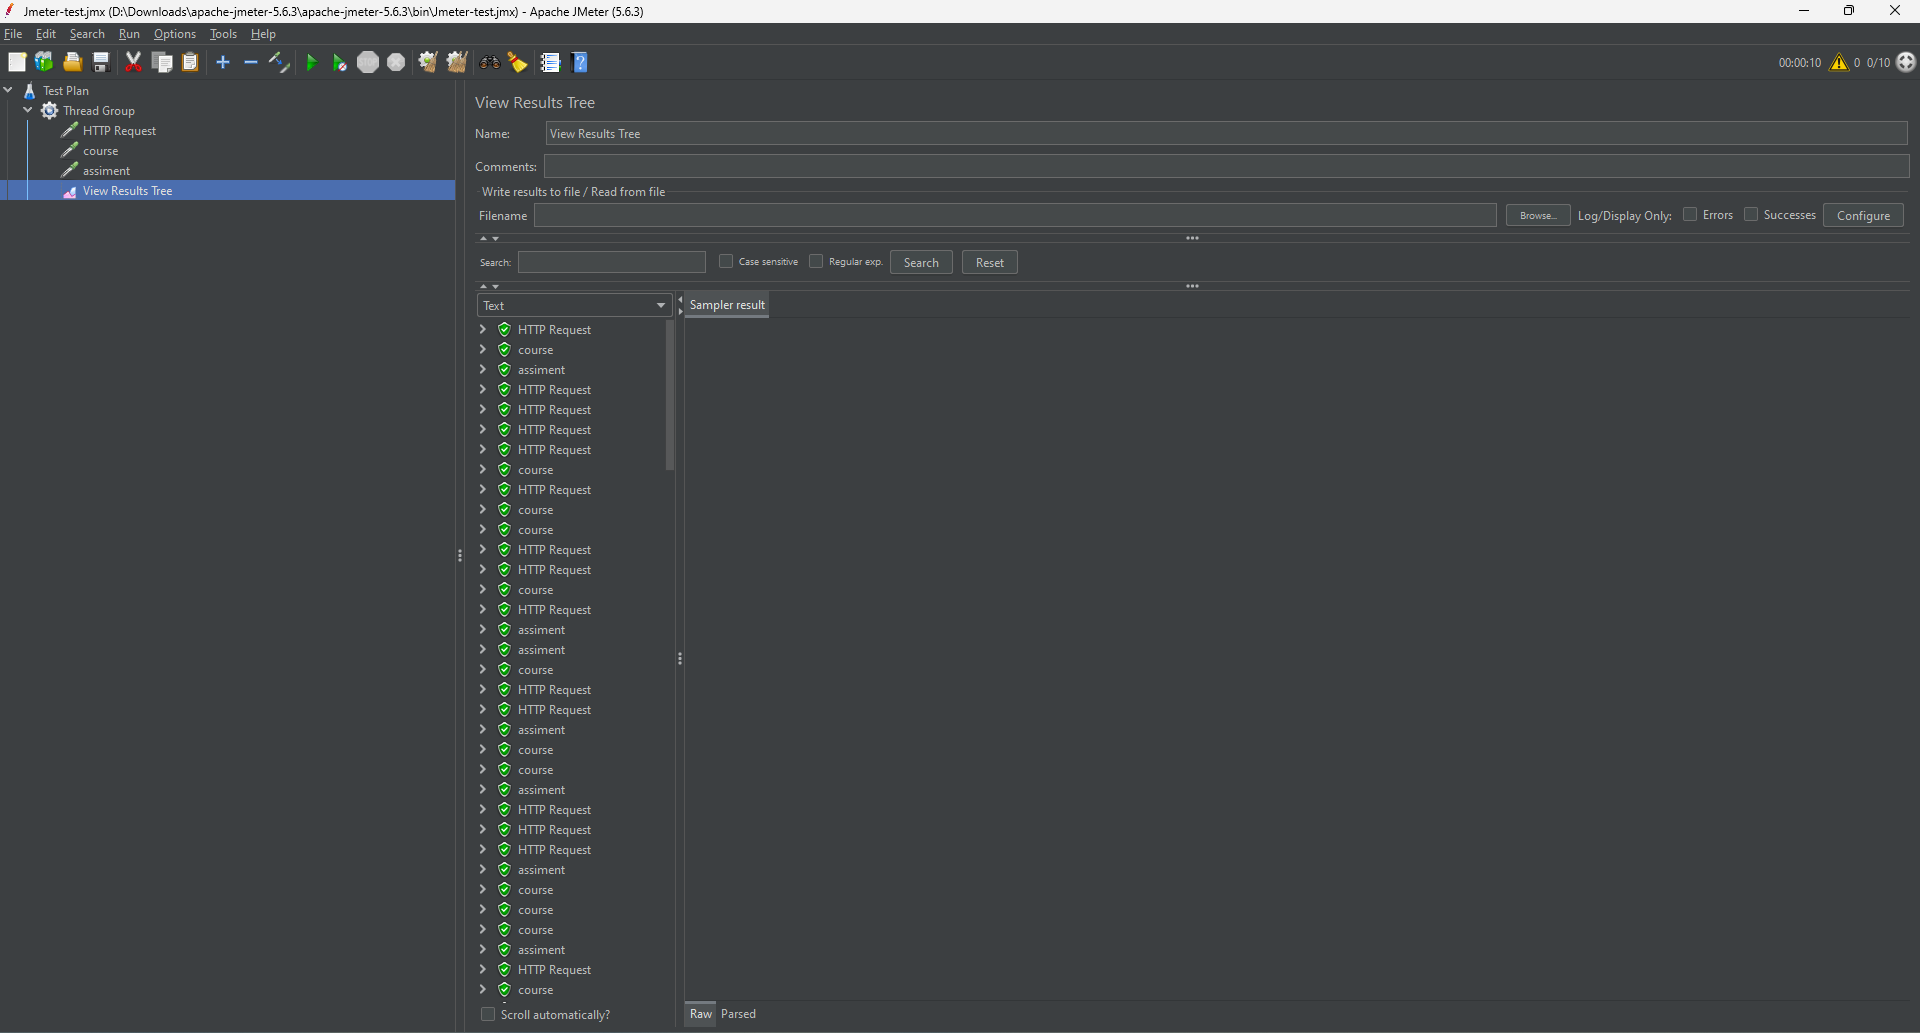 Jmeter-test.jmx (D:\Downloads\apache-jmeter-5.6.3\apache-jmeter-5.6.3\bin\Jmeter-test.jmx) - Apache JMeter (5.6.3)
File Edit Search Run Options Tools Help
00:00:10 0 0/10
Test Plan
Thread Group
HTTP Request
course
assiment
View Results Tree
View Results Tree
Name: View Results Tree
Comments:
Write results to file / Read from file
Filename Browse... Log/Display Only: Errors Successes Configure
Search: Case sensitive Regular exp. Search Reset
Text
Sampler result
HTTP Request
course
assiment
HTTP Request
HTTP Request
HTTP Request
HTTP Request
course
HTTP Request
course
course
HTTP Request
HTTP Request
course
HTTP Request
assiment
assiment
course
HTTP Request
HTTP Request
assiment
course
course
assiment
HTTP Request
HTTP Request
HTTP Request
assiment
course
course
course
assiment
HTTP Request
course
Scroll automatically?
Raw Parsed